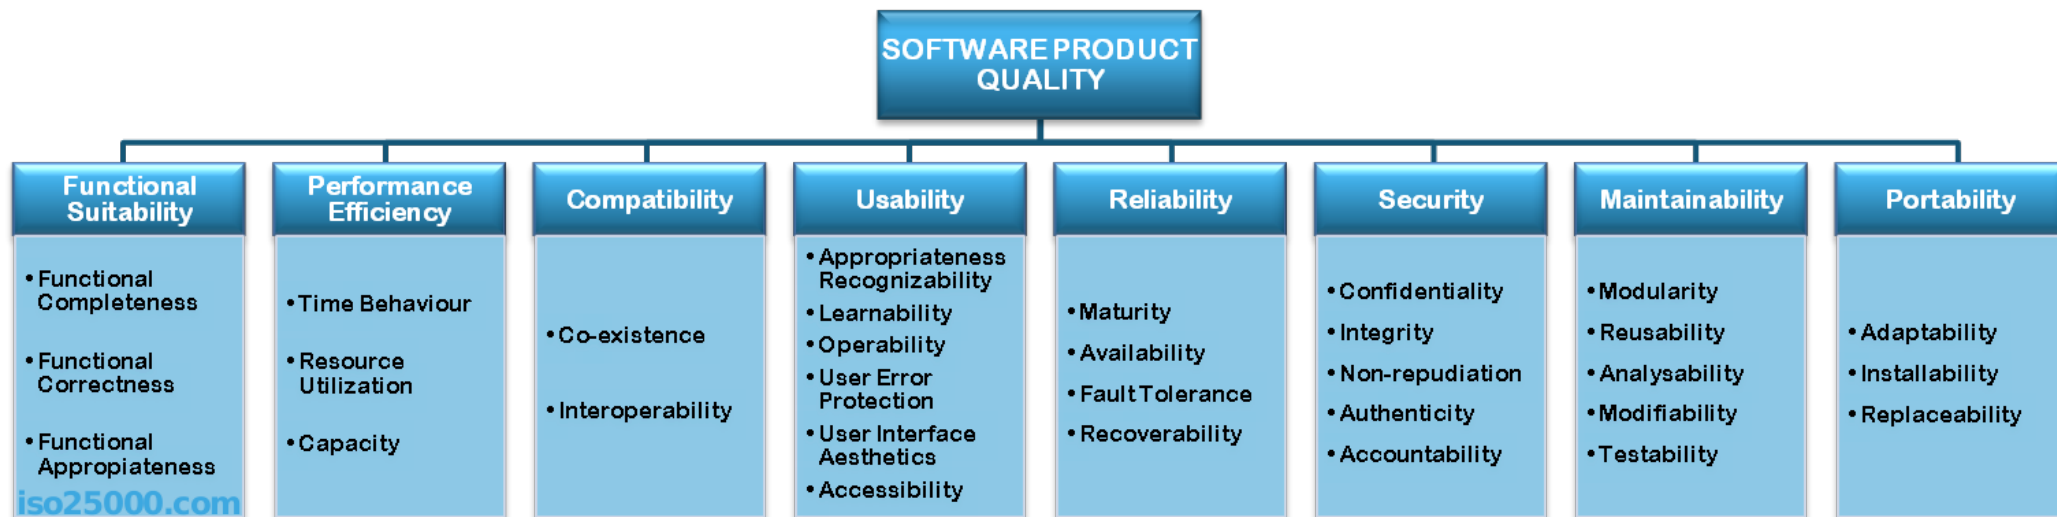 SOFTWARE PRODUCT
QUALITY
Functional
Suitability
• Functional
Completeness
• Functional
Correctness
• Functional
Appropiateness
iso25000.com
Performance
Efficiency
• Time Behaviour
• Resource
Utilization
• Capacity
Compatibility
• Co-existence
• Interoperability
Usability
• Appropriateness
Recognizability
• Learnability
• Operability
• User Error
Protection
• User Interface
Aesthetics
• Accessibility
Reliability
• Maturity
• Availability
• Fault Tolerance
• Recoverability
Security
• Confidentiality
• Integrity
• Non-repudiation
• Authenticity
• Accountability
Maintainability
• Modularity
• Reusability
• Analysability
• Modifiability
• Testability
Portability
• Adaptability
• Installability
• Replaceability